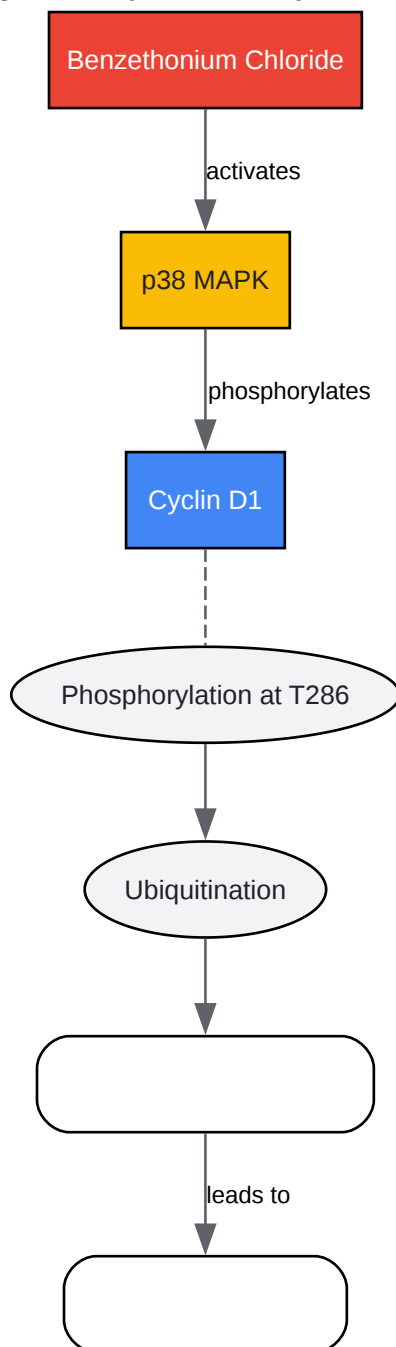 Benzethonium Chloride
activates
p38 MAPK
phosphorylates
Cyclin D1
Phosphorylation at T286
Ubiquitination
leads to